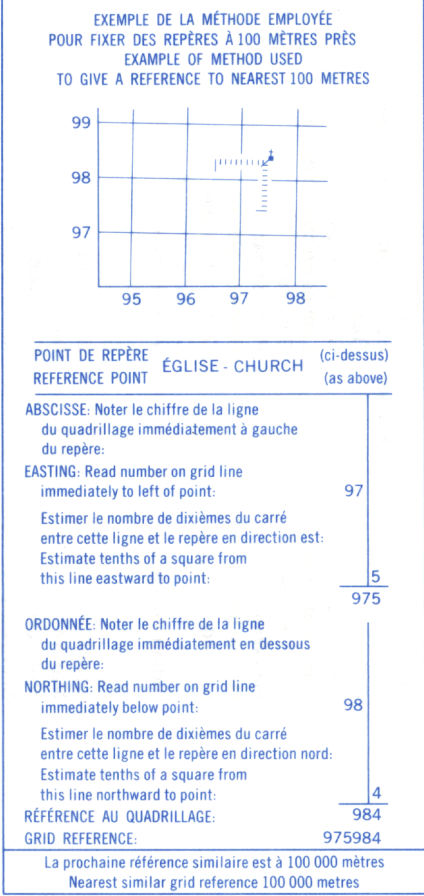 EXEMPLE DE LA MÉTHODE EMPLOYÉE
POUR FIXER DES REPÈRES À 100 MÈTRES PRÈS
EXAMPLE OF METHOD USED
TO GIVE A REFERENCE TO NEAREST 100 METRES
99
98
97
95 96 97 98
POINT DE REPÈRE
REFERENCE POINT
ÉGLISE - CHURCH
(ci-dessus)
(as above)
ABSCISSE: Noter le chiffre de la ligne
du quadrillage immédiatement à gauche
du repère:
EASTING: Read number on grid line
immediately to left of point: 97
Estimer le nombre de dixièmes du carré
entre cette ligne et le repère en direction est:
Estimate tenths of a square from
this line eastward to point: 5
975
ORDONNÉE: Noter le chiffre de la ligne
du quadrillage immédiatement en dessous
du repère:
NORTHING: Read number on grid line
immediately below point: 98
Estimer le nombre de dixièmes du carré
entre cette ligne et le repère en direction nord:
Estimate tenths of a square from
this line northward to point: 4
RÉFÉRENCE AU QUADRILLAGE: 984
GRID REFERENCE: 975984
La prochaine référence similaire est à 100 000 mètres
Nearest similar grid reference 100 000 metres